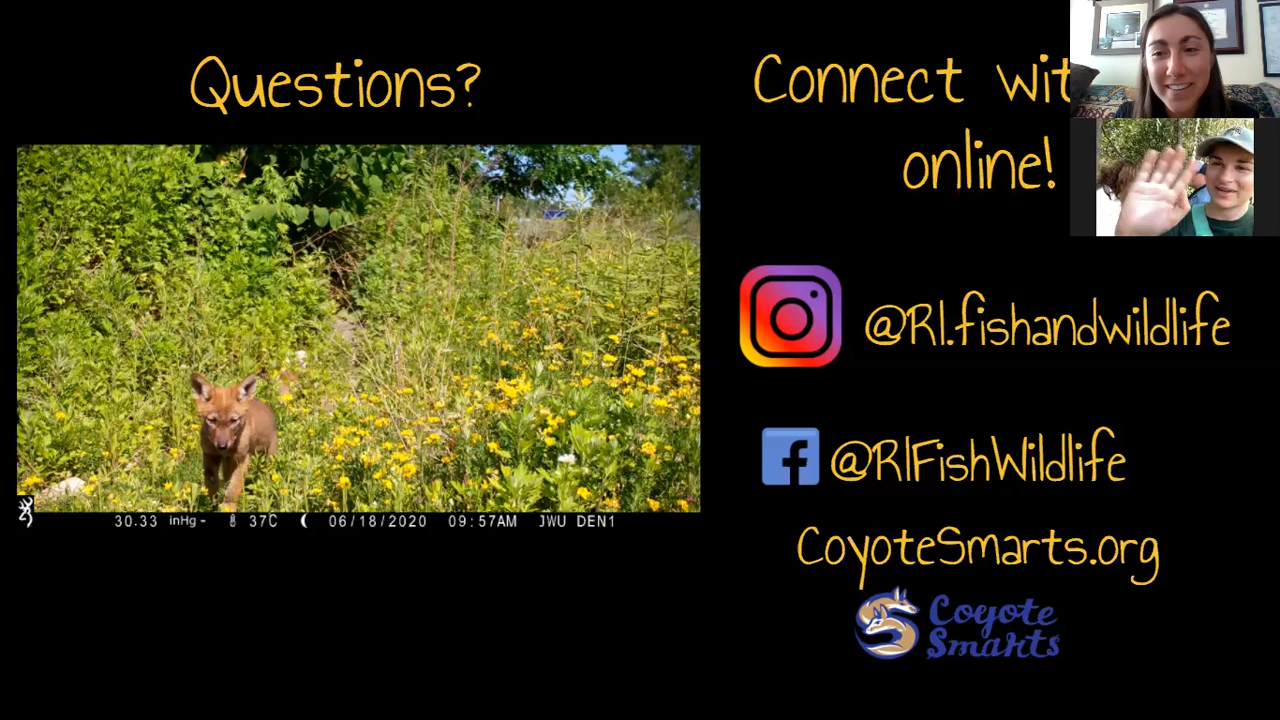 Questions?
Connect wit
online!
@RI.fishandwildlife
@RIFishWildlife
CoyoteSmarts.org
Coyote
Smarts
30.33 inHg- 37C 06/18/2020 09:57AM JWU DEN1